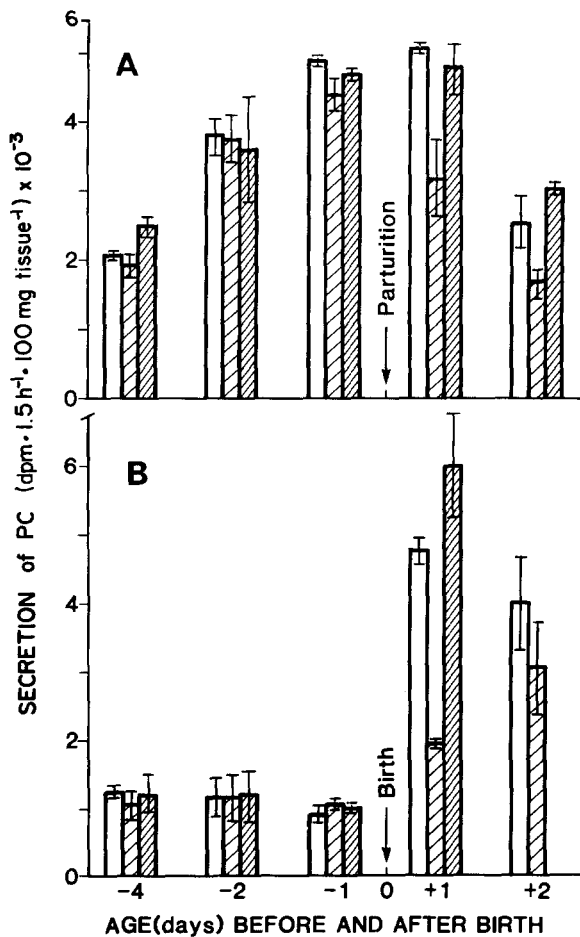 A
6
4
2
0
Parturition
SECRETION of PC (dpm·1.5 h⁻¹·100 mg tissue⁻¹) x 10⁻³
B
6
4
2
0
Birth
-4 -2 -1 0 +1 +2
AGE(days) BEFORE AND AFTER BIRTH